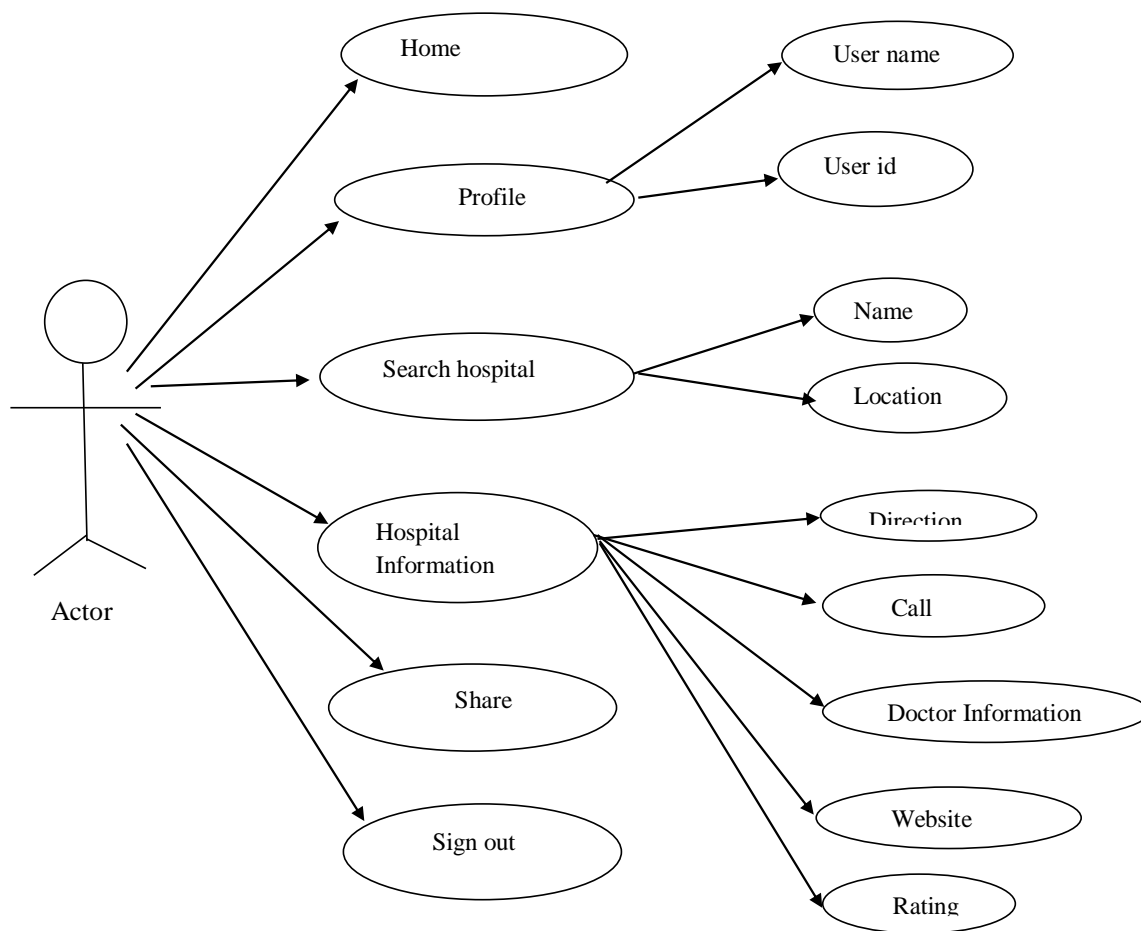 Home
User name
User id
Profile
Name
Search hospital
Location
Direction
Hospital
Information
Call
Actor
Share
Doctor Information
Website
Sign out
Rating